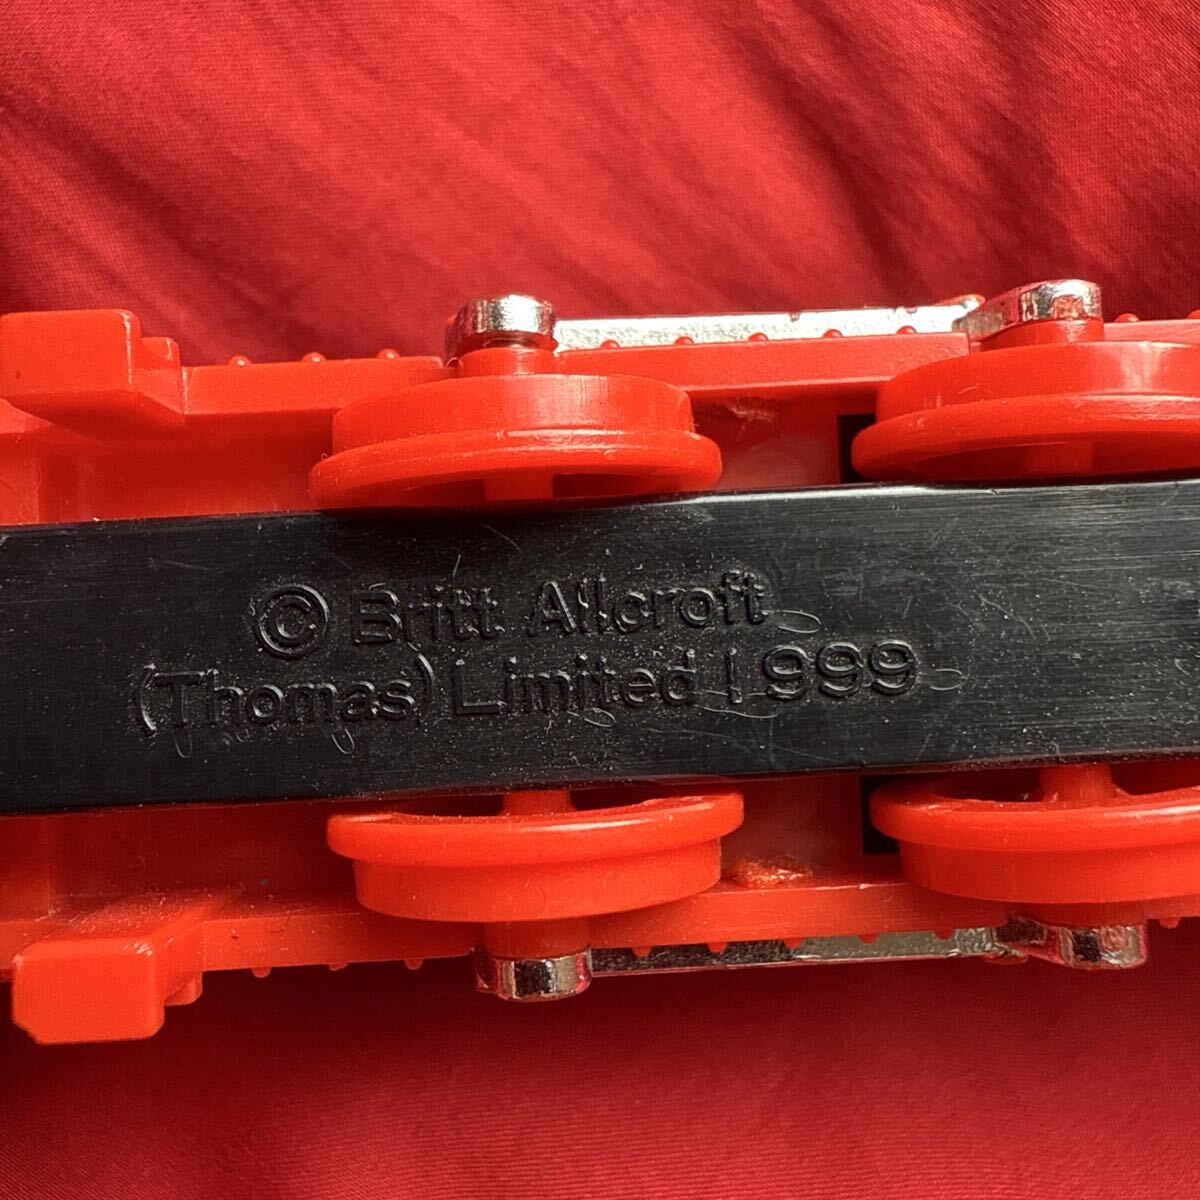 © Britt Allcroft
(Thomas) Limited 1999